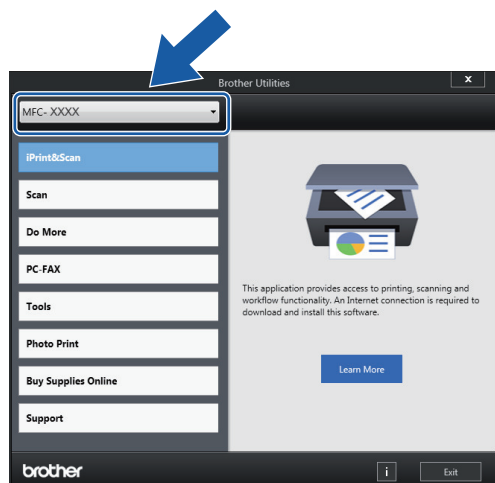 Brother Utilities
x
MFC- XXXX
iPrint&Scan
Scan
Do More
PC-FAX
Tools
Photo Print
Buy Supplies Online
Support
This application provides access to printing, scanning and
workflow functionality. An Internet connection is required to
download and install this software.
Learn More
brother
i
Exit